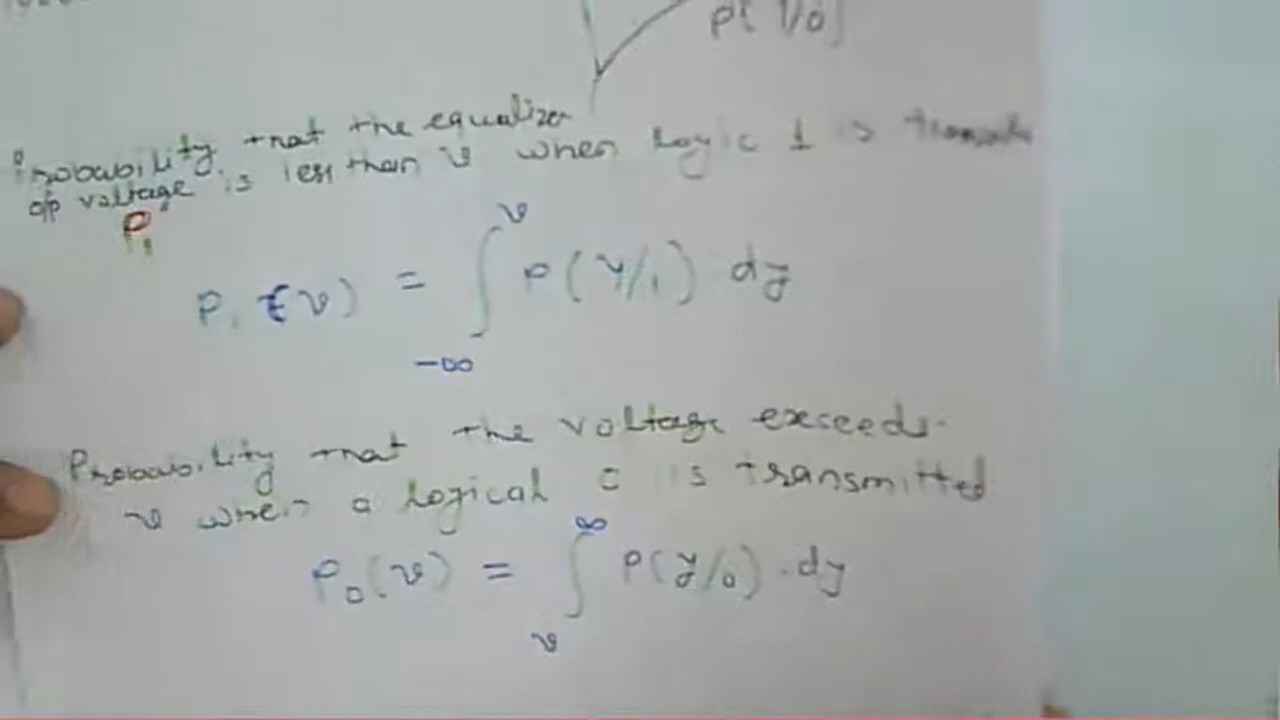 P( 1/0)
Probability that the equalizer
o/p voltage is less than v when Logic 1 is
P1
P1 (v) = ∫ v -∞ P(y/1) dy
Probability that the voltage exceeds
v when a logical 0 is transmitted
P0(v) = ∫ ∞ v P(y/0).dy